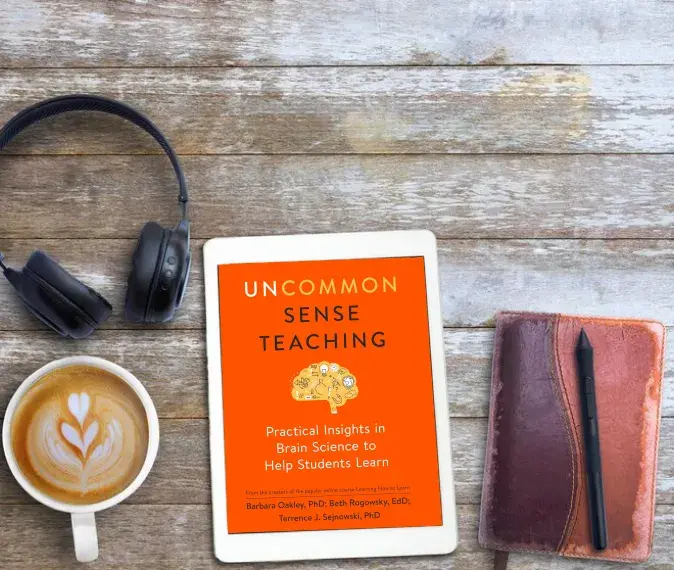 UNCOMMON
SENSE
TEACHING
Practical Insights in
Brain Science to
Help Students Learn
From the creators of the popular online course Learning How to Learn
Barbara Oakley, PhD; Beth Rogowsky, EdD;
Terrence J. Sejnowski, PhD